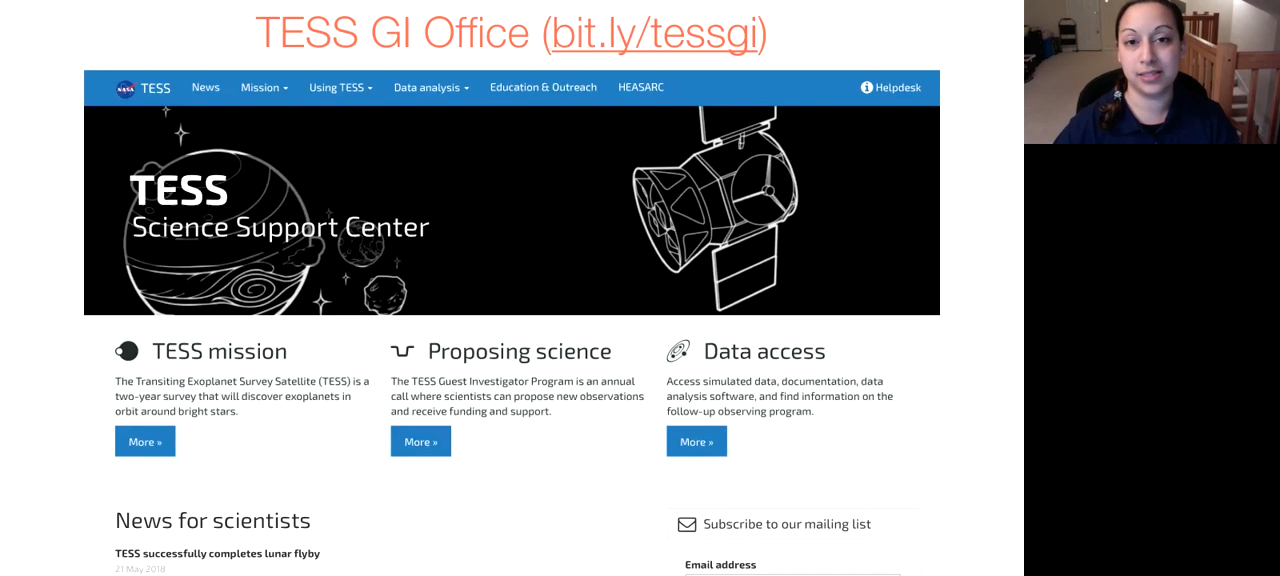 TESS GI Office (bit.ly/tessgi)
NASA TESS News Mission Using TESS Data analysis Education & Outreach HEASARC Helpdesk
TESS
Science Support Center
TESS mission
The Transiting Exoplanet Survey Satellite (TESS) is a
two-year survey that will discover exoplanets in
orbit around bright stars.
More »
Proposing science
The TESS Guest Investigator Program is an annual
call where scientists can propose new observations
and receive funding and support.
More »
Data access
Access simulated data, documentation, data
analysis software, and find information on the
follow-up observing program.
More »
News for scientists
TESS successfully completes lunar flyby
21 May 2018
Subscribe to our mailing list
Email address